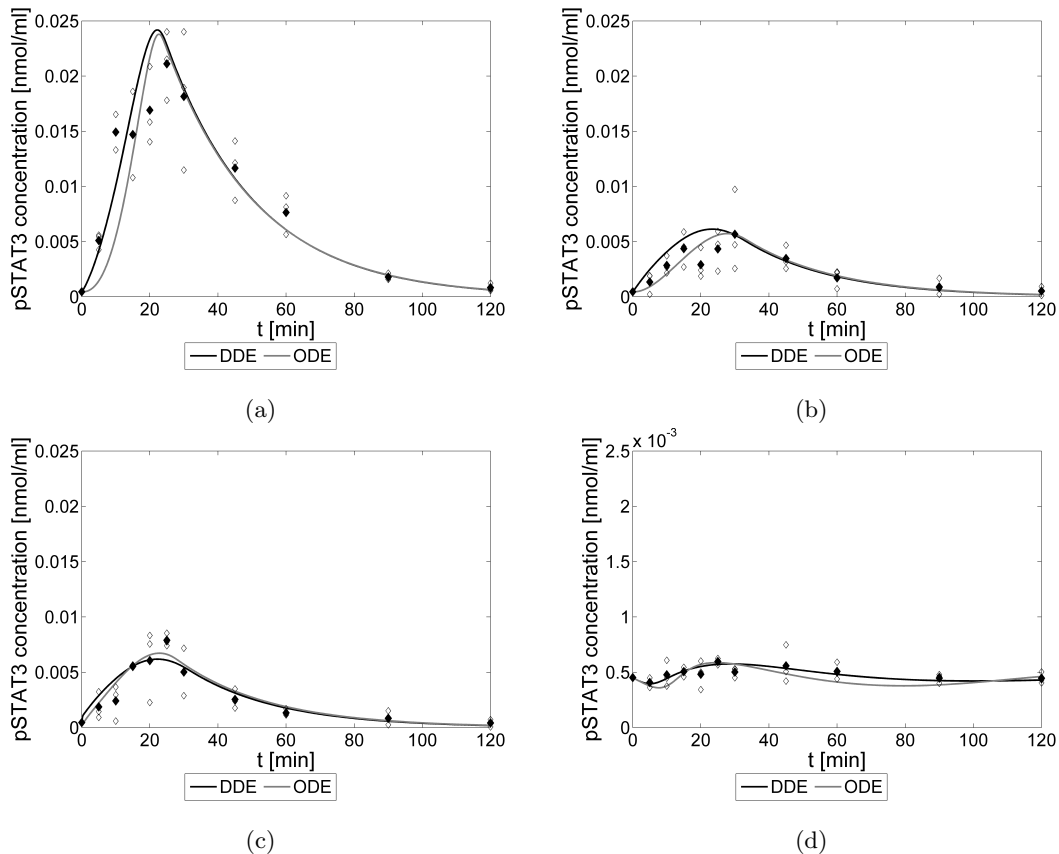 pSTAT3 concentration [nmol/ml]
0.025
0.02
0.015
0.01
0.005
0
0 20 40 60 80 100 120
t [min]
DDE ODE
(a)
pSTAT3 concentration [nmol/ml]
0.025
0.02
0.015
0.01
0.005
0
0 20 40 60 80 100 120
t [min]
DDE ODE
(b)
pSTAT3 concentration [nmol/ml]
0.025
0.02
0.015
0.01
0.005
0
0 20 40 60 80 100 120
t [min]
DDE ODE
(c)
pSTAT3 concentration [nmol/ml]
x 10^-3
2.5
2
1.5
1
0.5
0
0 20 40 60 80 100 120
t [min]
DDE ODE
(d)